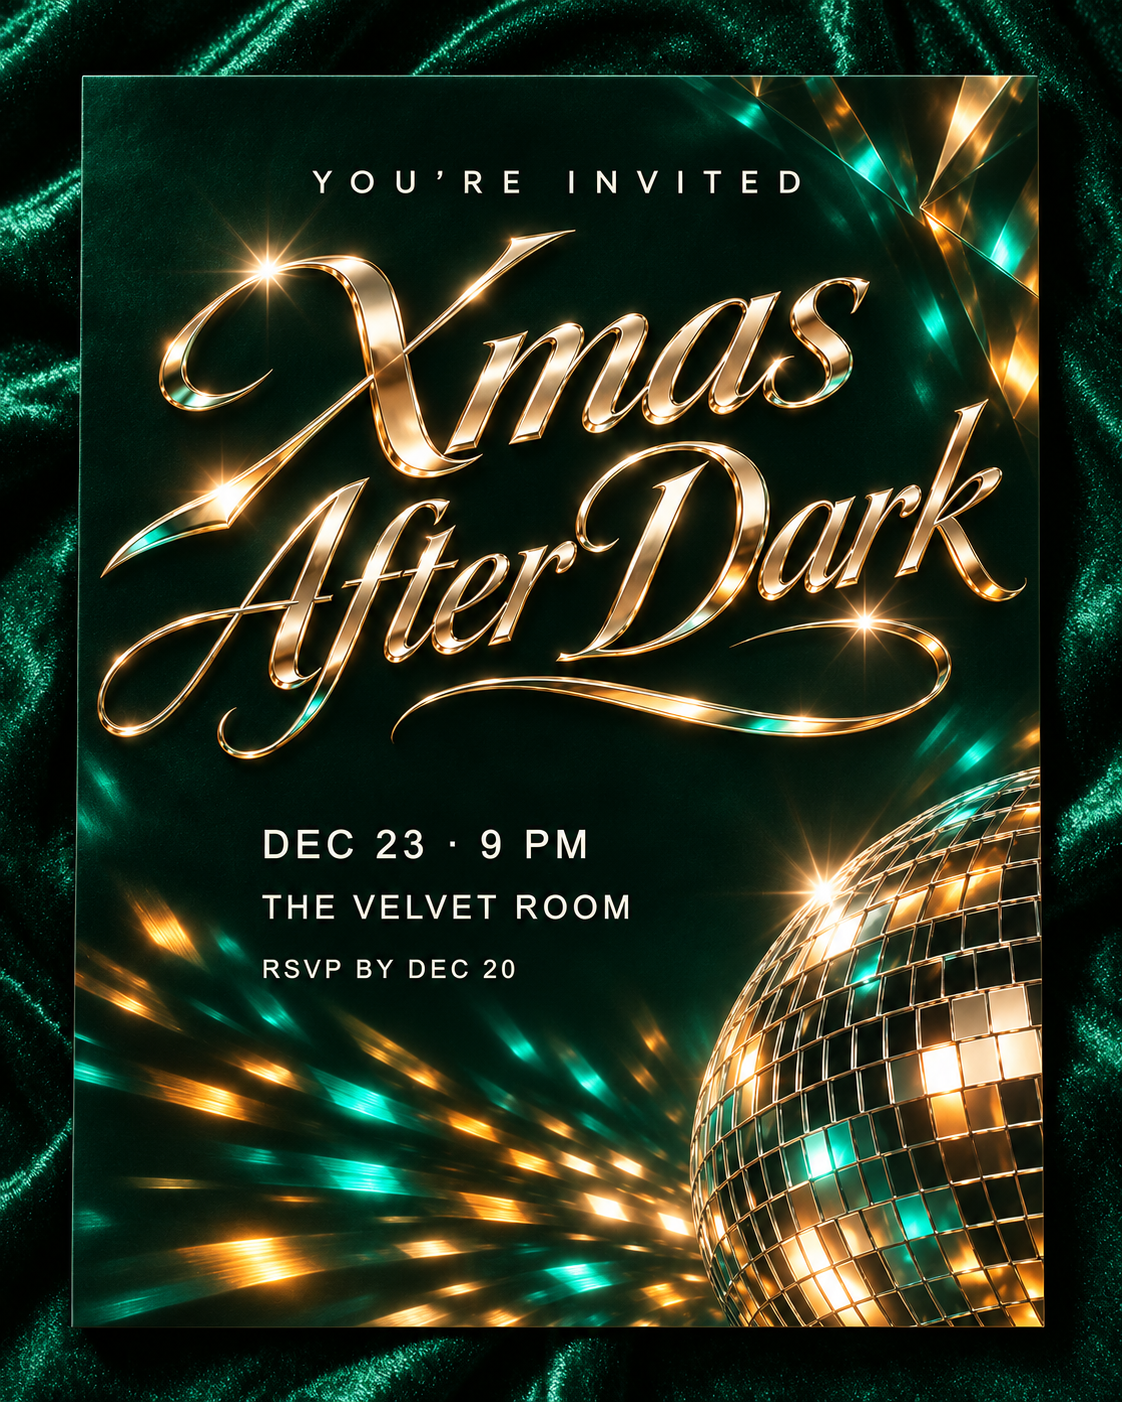 YOU'RE INVITED
Xmas
After Dark
DEC 23 · 9 PM
THE VELVET ROOM
RSVP BY DEC 20